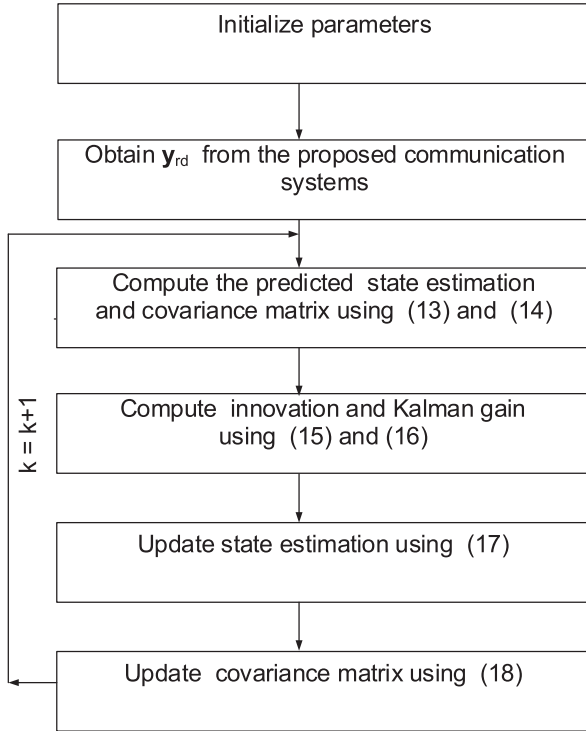 Initialize parameters
Obtain y_rd from the proposed communication
systems
Compute the predicted state estimation
and covariance matrix using (13) and (14)
Compute innovation and Kalman gain
using (15) and (16)
k = k+1
Update state estimation using (17)
Update covariance matrix using (18)